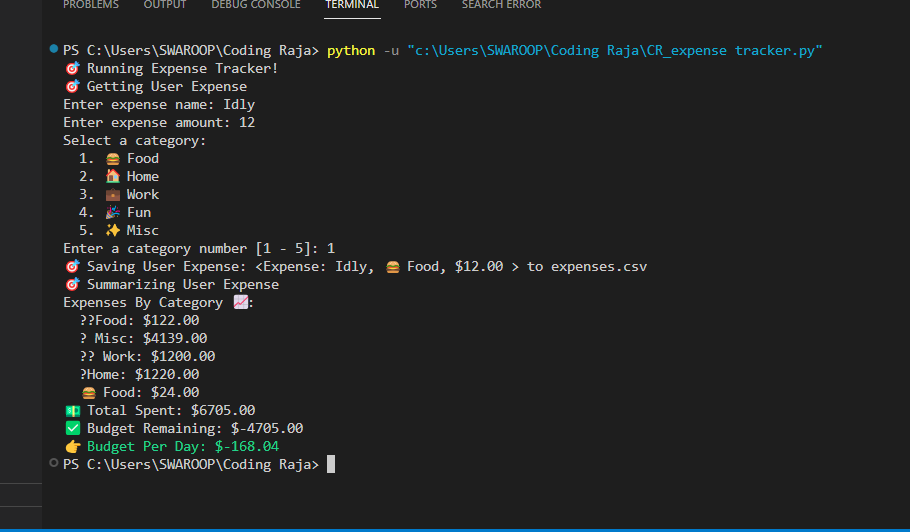 PROBLEMS OUTPUT DEBUG CONSOLE TERMINAL PORTS SEARCH ERROR
PS C:\Users\SWAROOP\Coding Raja> python -u "c:\Users\SWAROOP\Coding Raja\CR_expense tracker.py"
🎯 Running Expense Tracker!
🎯 Getting User Expense
Enter expense name: Idly
Enter expense amount: 12
Select a category:
1. 🍔 Food
2. 🏠 Home
3. 💼 Work
4. 🎉 Fun
5. ✨ Misc
Enter a category number [1 - 5]: 1
🎯 Saving User Expense: <Expense: Idly, 🍔 Food, $12.00 > to expenses.csv
🎯 Summarizing User Expense
Expenses By Category 📈:
??Food: $122.00
? Misc: $4139.00
?? Work: $1200.00
?Home: $1220.00
🍔 Food: $24.00
💵 Total Spent: $6705.00
✅ Budget Remaining: $-4705.00
👉 Budget Per Day: $-168.04
PS C:\Users\SWAROOP\Coding Raja>